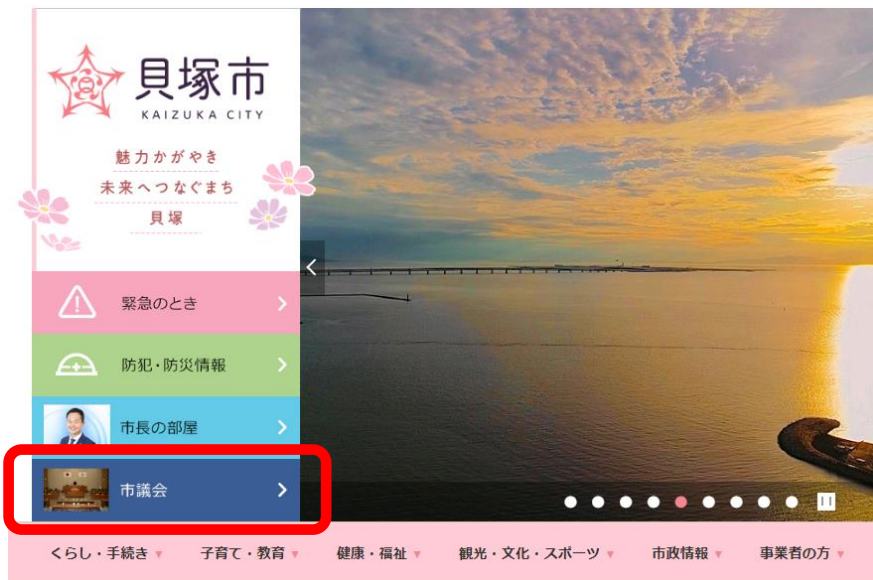 貝塚市
KAIZUKA CITY
魅力かがやき
未来へつなぐまち
貝塚
緊急のとき
防犯・防災情報
市長の部屋
市議会
くらし・手続き ▼ 子育て・教育 ▼ 健康・福祉 ▼ 観光・文化・スポーツ ▼ 市政情報 ▼ 事業者の方 ▼